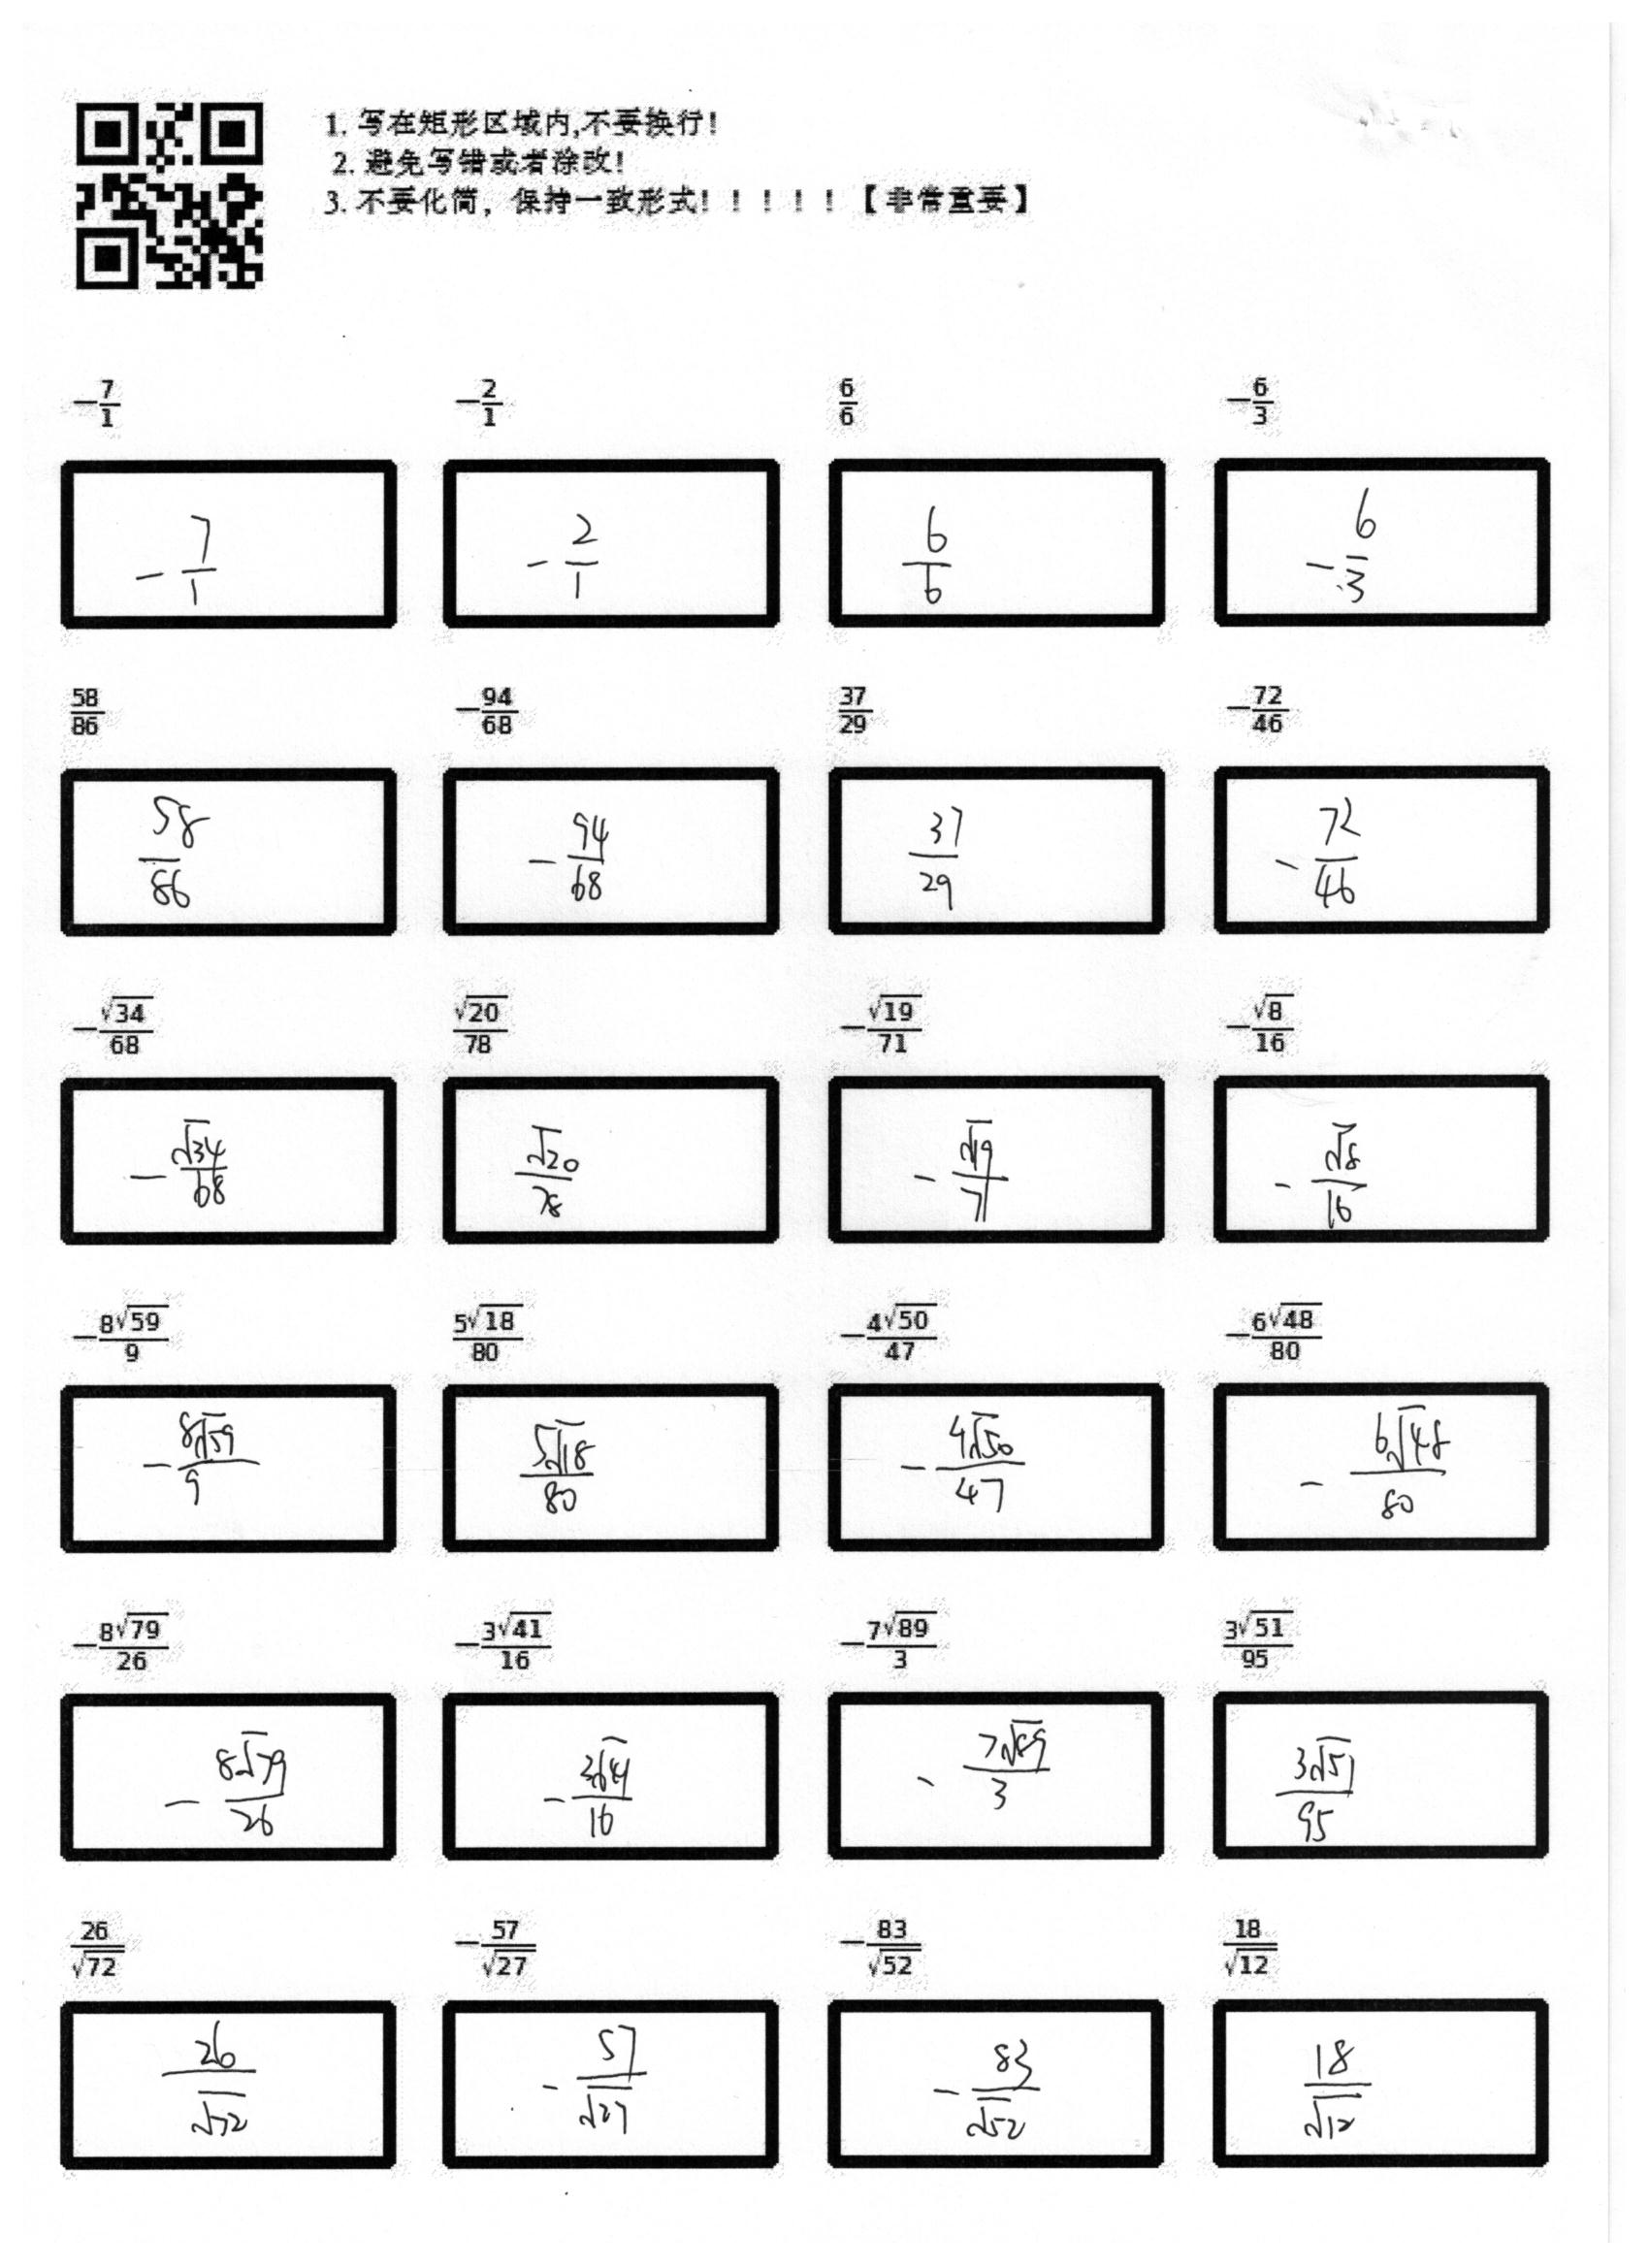 1. 写在矩形区域内,不要换行!
2. 避免写错或者涂改!
3. 不要化简，保持一致形式！！！！！【非常重要】
-\frac{7}{1} -\frac{2}{1} \frac{6}{6} -\frac{6}{3}
-\frac{7}{1} -\frac{2}{1} \frac{6}{6} -\frac{6}{3}
\frac{58}{86} -\frac{94}{68} \frac{37}{29} -\frac{72}{46}
\frac{58}{86} -\frac{94}{68} \frac{37}{29} -\frac{72}{46}
-\frac{\sqrt{34}}{68} \frac{\sqrt{20}}{78} -\frac{\sqrt{19}}{71} -\frac{\sqrt{8}}{16}
-\frac{\sqrt{34}}{68} \frac{\sqrt{20}}{78} -\frac{\sqrt{19}}{71} -\frac{\sqrt{8}}{16}
-\frac{8\sqrt{59}}{9} \frac{5\sqrt{18}}{80} -\frac{4\sqrt{50}}{47} -\frac{6\sqrt{48}}{80}
-\frac{8\sqrt{59}}{9} \frac{5\sqrt{18}}{80} -\frac{4\sqrt{50}}{47} -\frac{6\sqrt{48}}{80}
-\frac{8\sqrt{79}}{26} -\frac{3\sqrt{41}}{16} -\frac{7\sqrt{89}}{3} \frac{3\sqrt{51}}{95}
-\frac{8\sqrt{79}}{26} -\frac{3\sqrt{41}}{16} -\frac{7\sqrt{89}}{3} \frac{3\sqrt{51}}{95}
\frac{26}{\sqrt{72}} -\frac{57}{\sqrt{27}} -\frac{83}{\sqrt{52}} \frac{18}{\sqrt{12}}
\frac{26}{\sqrt{72}} -\frac{57}{\sqrt{27}} -\frac{83}{\sqrt{52}} \frac{18}{\sqrt{12}}